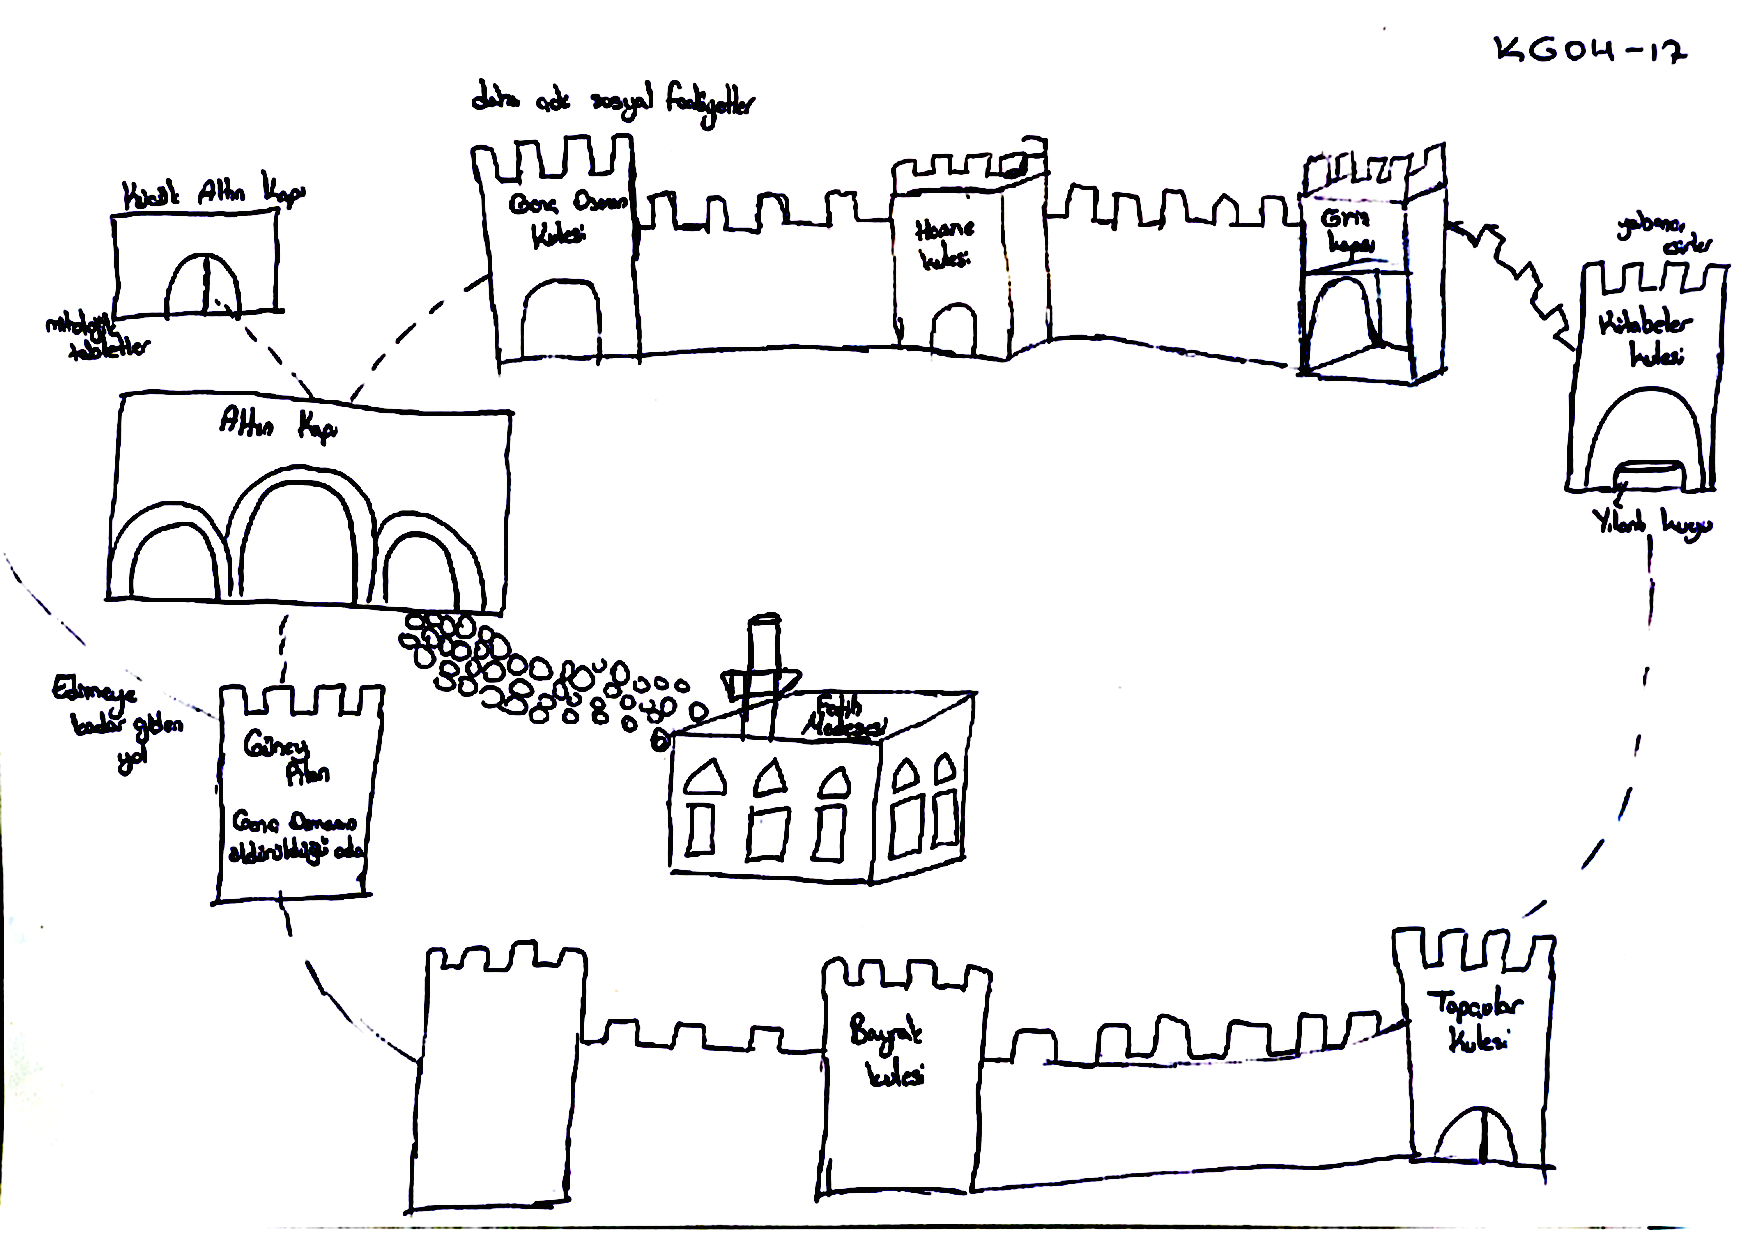 KG04-17
daha çok sosyal faaliyetler
Küçük Altın Kapı
Genç Osman
Kulesi
Hazine
kulesi
Giriş
kapısı
yabancı
esirler
Kitabeler
kulesi
Yılanlı kuyu
mitolojik
tabletler
Altın Kapı
Edirneye
kadar giden
yol
Güney
Pilon
Genç Osmanın
öldürüldüğü oda
Fatih
Medresesi
Bayrak
kulesi
Topçular
Kulesi